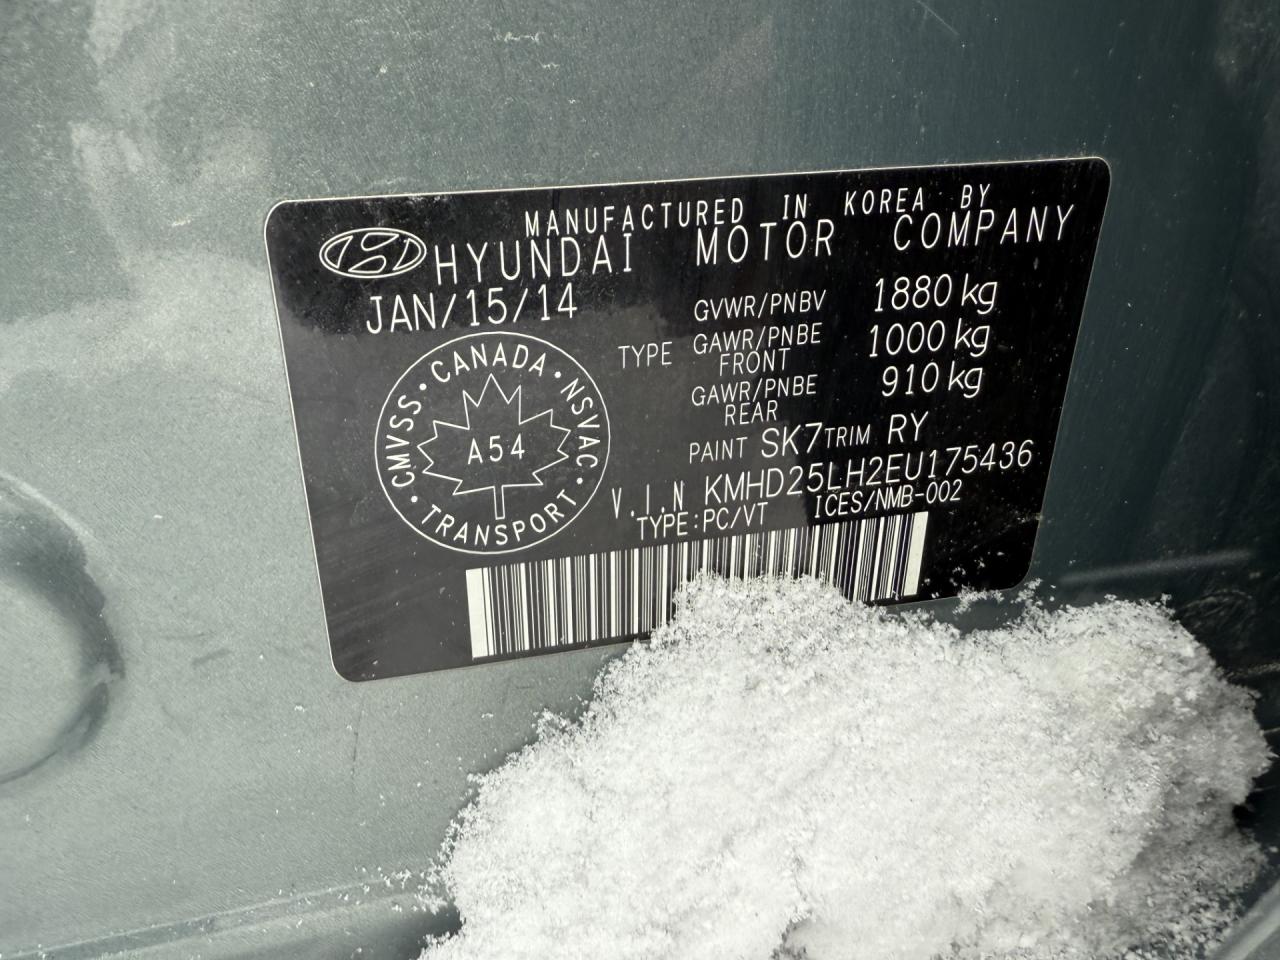 MANUFACTURED IN KOREA BY
HYUNDAI MOTOR COMPANY
JAN/15/14
GVWR/PNBV 1880 kg
TYPE GAWR/PNBE FRONT 1000 kg
GAWR/PNBE REAR 910 kg
PAINT SK7 TRIM RY
V.I.N KMHD25LH2EU175436
TYPE:PC/VT ICES/NMB-002
CANADA · NSVAC · TRANSPORT · CMVSS ·
A54